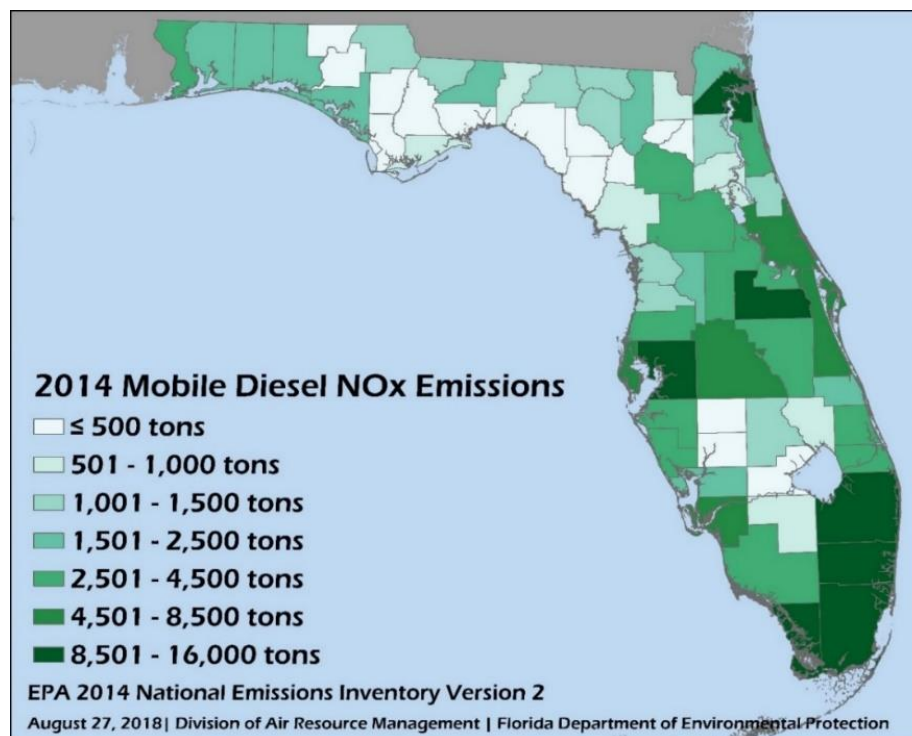 2014 Mobile Diesel NOx Emissions
≤ 500 tons
501 - 1,000 tons
1,001 - 1,500 tons
1,501 - 2,500 tons
2,501 - 4,500 tons
4,501 - 8,500 tons
8,501 - 16,000 tons
EPA 2014 National Emissions Inventory Version 2
August 27, 2018| Division of Air Resource Management | Florida Department of Environmental Protection